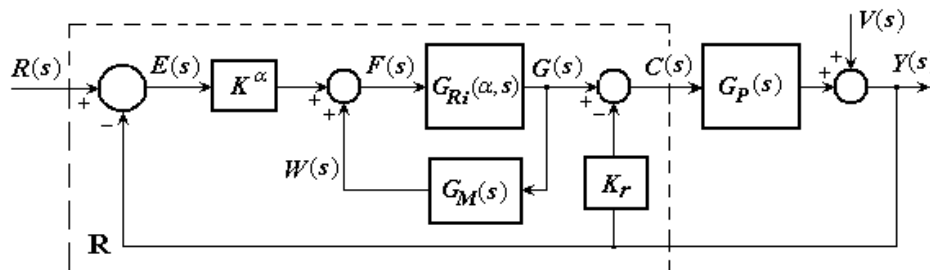 V(s)
R(s) E(s) F(s) G(s) C(s) Y(s
K^α G_Ri(α,s) G_P(s)
+ − + + + − + +
W(s) G_M(s) K_r
R